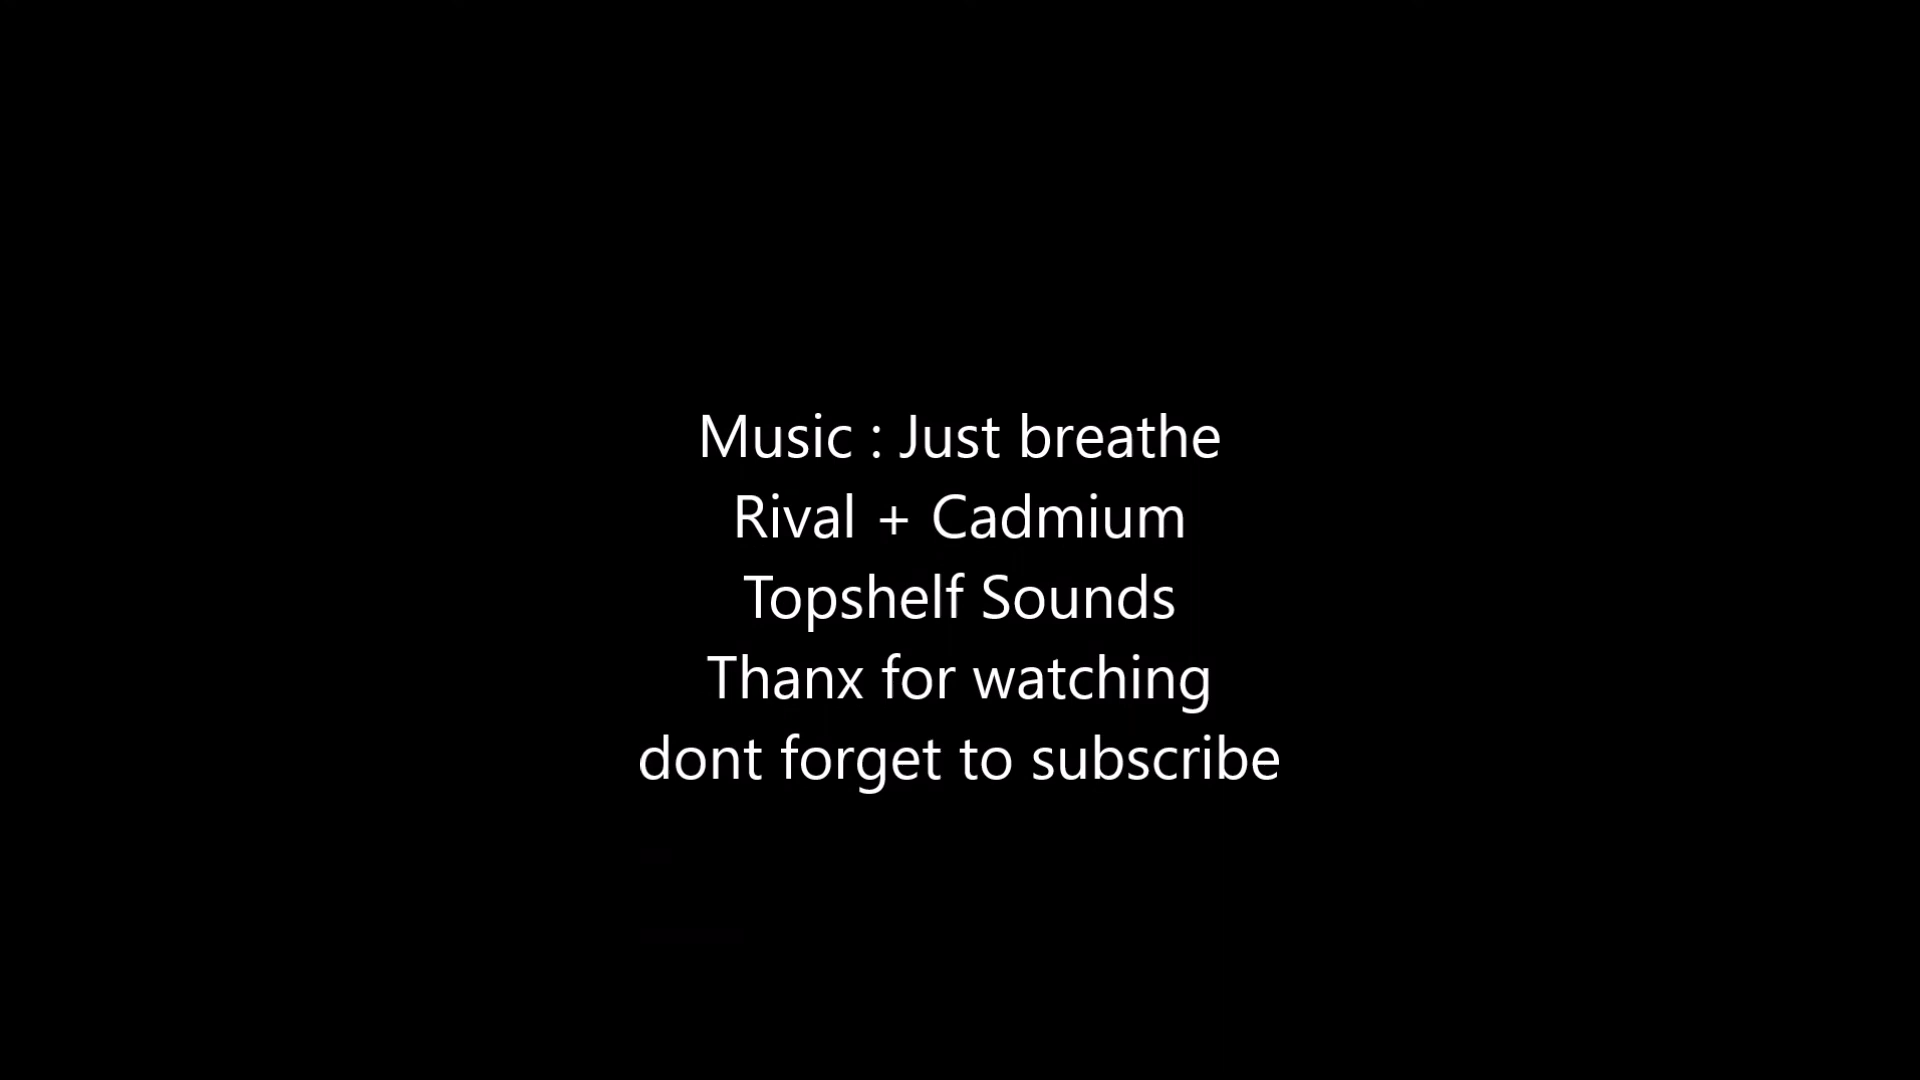 Music : Just breathe
Rival + Cadmium
Topshelf Sounds
Thanx for watching
dont forget to subscribe